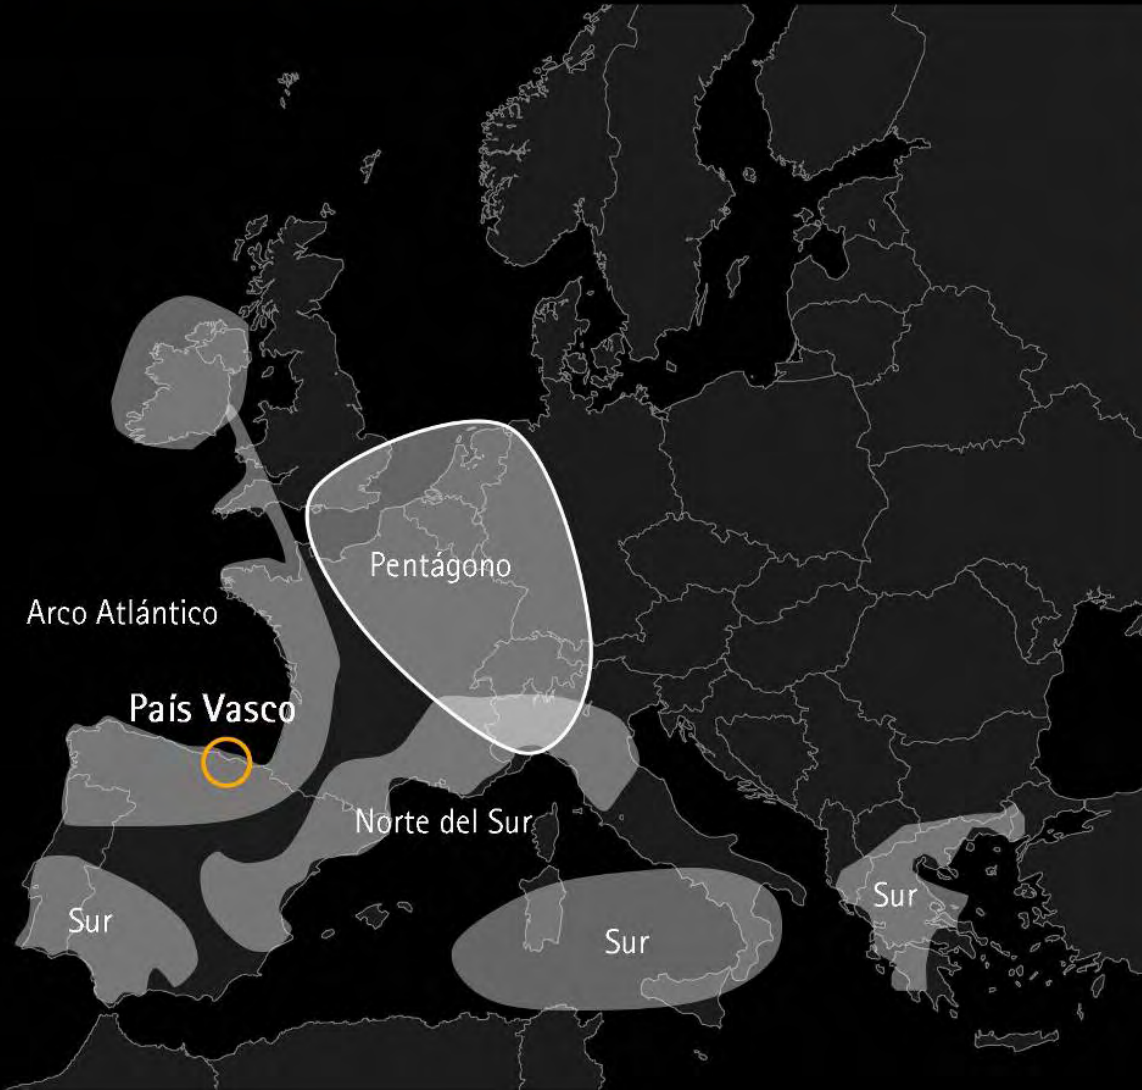 Pentágono
Arco Atlántico
País Vasco
Norte del Sur
Sur
Sur
Sur